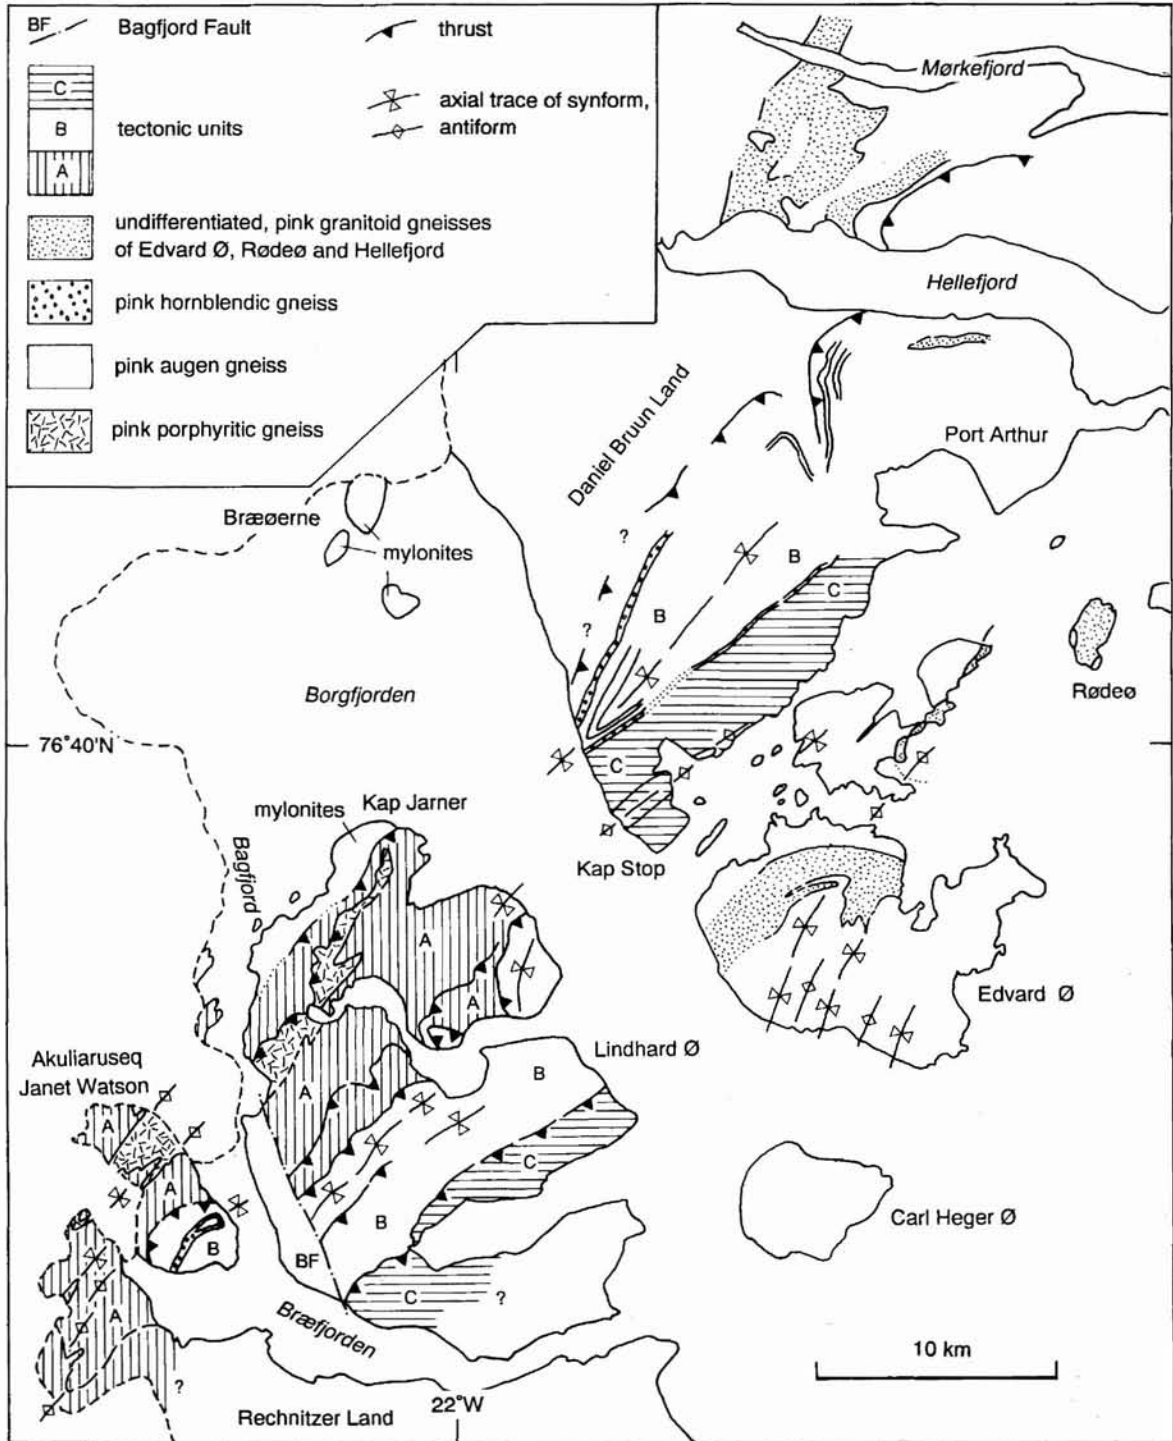 BF
Bagfjord Fault
C
B
A
tectonic units
undifferentiated, pink granitoid gneisses
of Edvard Ø, Rødeø and Hellefjord
pink hornblendic gneiss
pink augen gneiss
pink porphyritic gneiss
thrust
axial trace of synform,
antiform
Mørkefjord
Hellefjord
Daniel Bruun Land
Port Arthur
Bræøerne
mylonites
?
B
C
B
?
Rødeø
Borgfjorden
76°40'N
C
mylonites
Kap Jarner
Kap Stop
Bagfjord
A
A
Edvard Ø
Lindhard Ø
B
Akuliaruseq
Janet Watson
A
A
C
A
B
B
Carl Heger Ø
BF
C
?
A
Bræfjorden
?
10 km
22°W
Rechnitzer Land